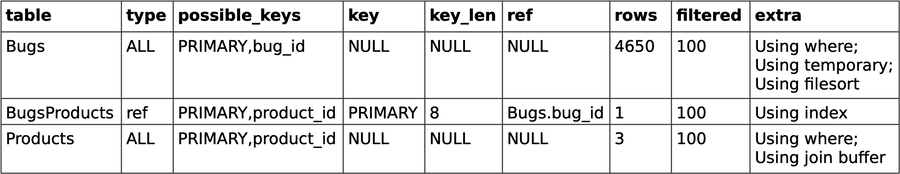 table type possible_keys key key_len ref rows filtered extra
Bugs ALL PRIMARY,bug_id NULL NULL NULL 4650 100 Using where;
Using temporary;
Using filesort
BugsProducts ref PRIMARY,product_id PRIMARY 8 Bugs.bug_id 1 100 Using index
Products ALL PRIMARY,product_id NULL NULL NULL 3 100 Using where;
Using join buffer